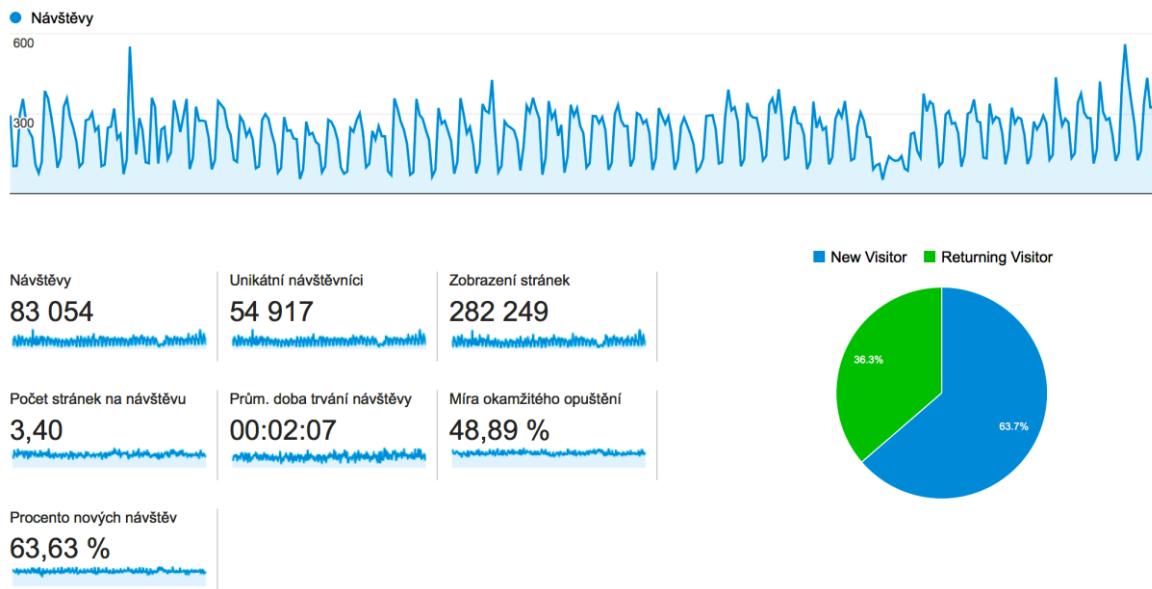 Návštěvy
600
300
New Visitor Returning Visitor
Návštěvy
83 054
Unikátní návštěvníci
54 917
Zobrazení stránek
282 249
36.3%
63.7%
Počet stránek na návštěvu
3,40
Prům. doba trvání návštěvy
00:02:07
Míra okamžitého opuštění
48,89 %
Procento nových návštěv
63,63 %